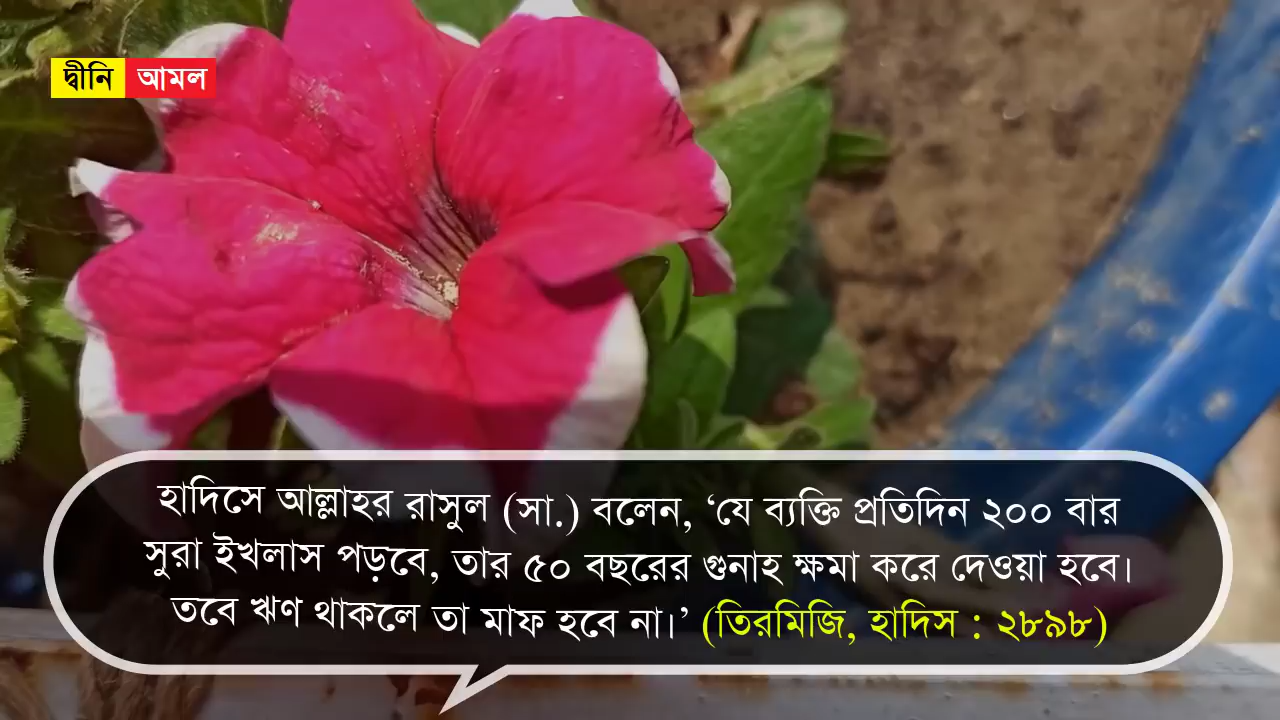 দ্বীনি আমল
হাদিসে আল্লাহর রাসুল (সা.) বলেন, ‘যে ব্যক্তি প্রতিদিন ২০০ বার
সুরা ইখলাস পড়বে, তার ৫০ বছরের গুনাহ ক্ষমা করে দেওয়া হবে।
তবে ঋণ থাকলে তা মাফ হবে না।’ (তিরমিজি, হাদিস : ২৮৯৮)